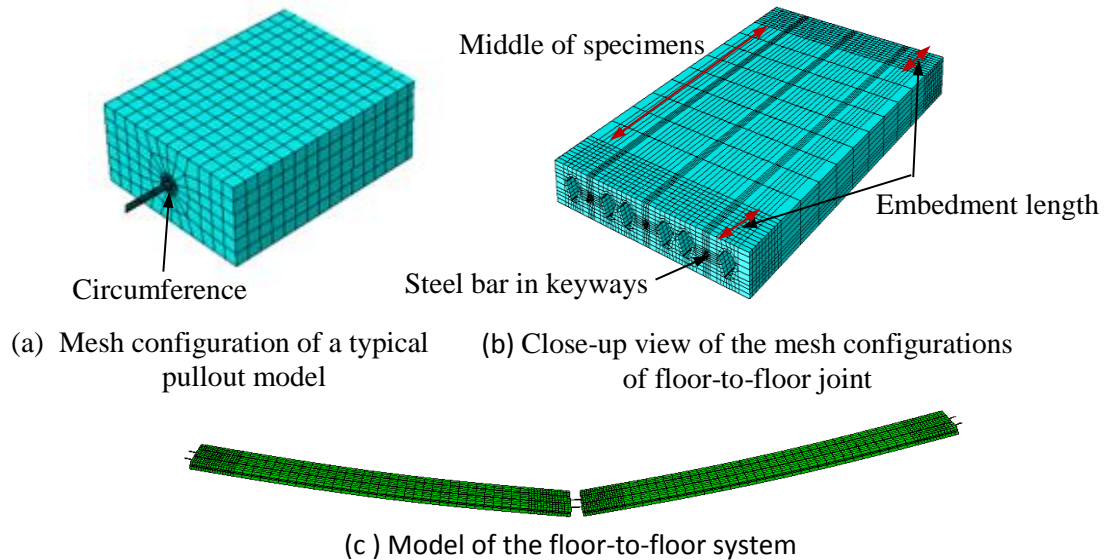 Middle of specimens
Embedment length
Circumference
Steel bar in keyways
(a) Mesh configuration of a typical
pullout model
(b) Close-up view of the mesh configurations
of floor-to-floor joint
(c ) Model of the floor-to-floor system